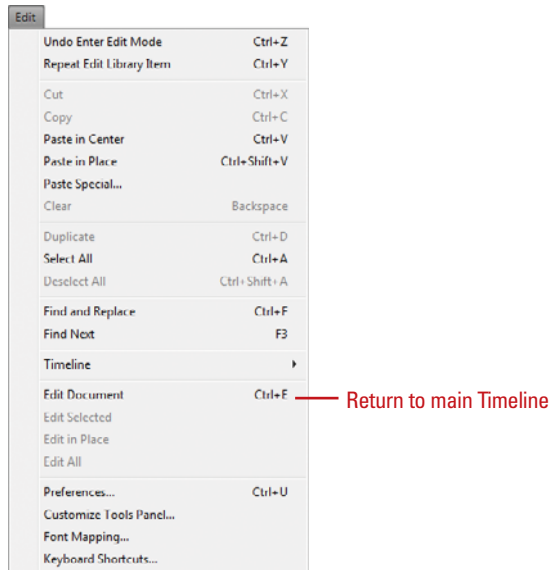 Edit
Undo Enter Edit Mode Ctrl+Z
Repeat Edit Library Item Ctrl+Y
Cut Ctrl+X
Copy Ctrl+C
Paste in Center Ctrl+V
Paste in Place Ctrl+Shift+V
Paste Special...
Clear Backspace
Duplicate Ctrl+D
Select All Ctrl+A
Deselect All Ctrl+Shift+A
Find and Replace Ctrl+F
Find Next F3
Timeline
Edit Document Ctrl+E Return to main Timeline
Edit Selected
Edit in Place
Edit All
Preferences... Ctrl+U
Customize Tools Panel...
Font Mapping...
Keyboard Shortcuts...